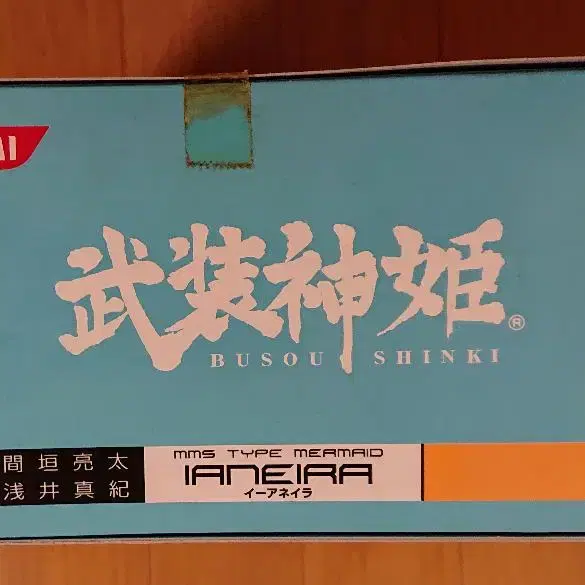 MI
武装神姫®
BUSOU SHINKI
間垣亮太
浅井真紀
MMS TYPE MERMAID
IANEIRA
イーアネイラ